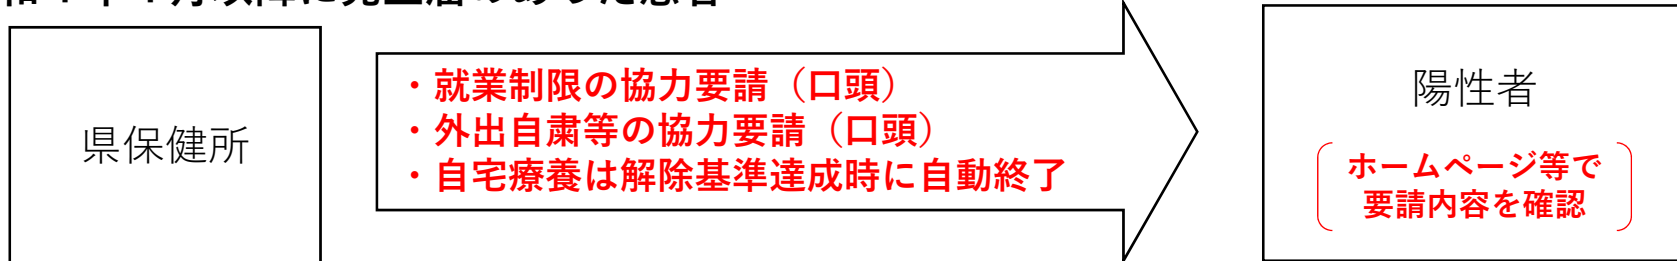 県保健所
・就業制限の協力要請（口頭）
・外出自粛等の協力要請（口頭）
・自宅療養は解除基準達成時に自動終了
陽性者
ホームページ等で
要請内容を確認